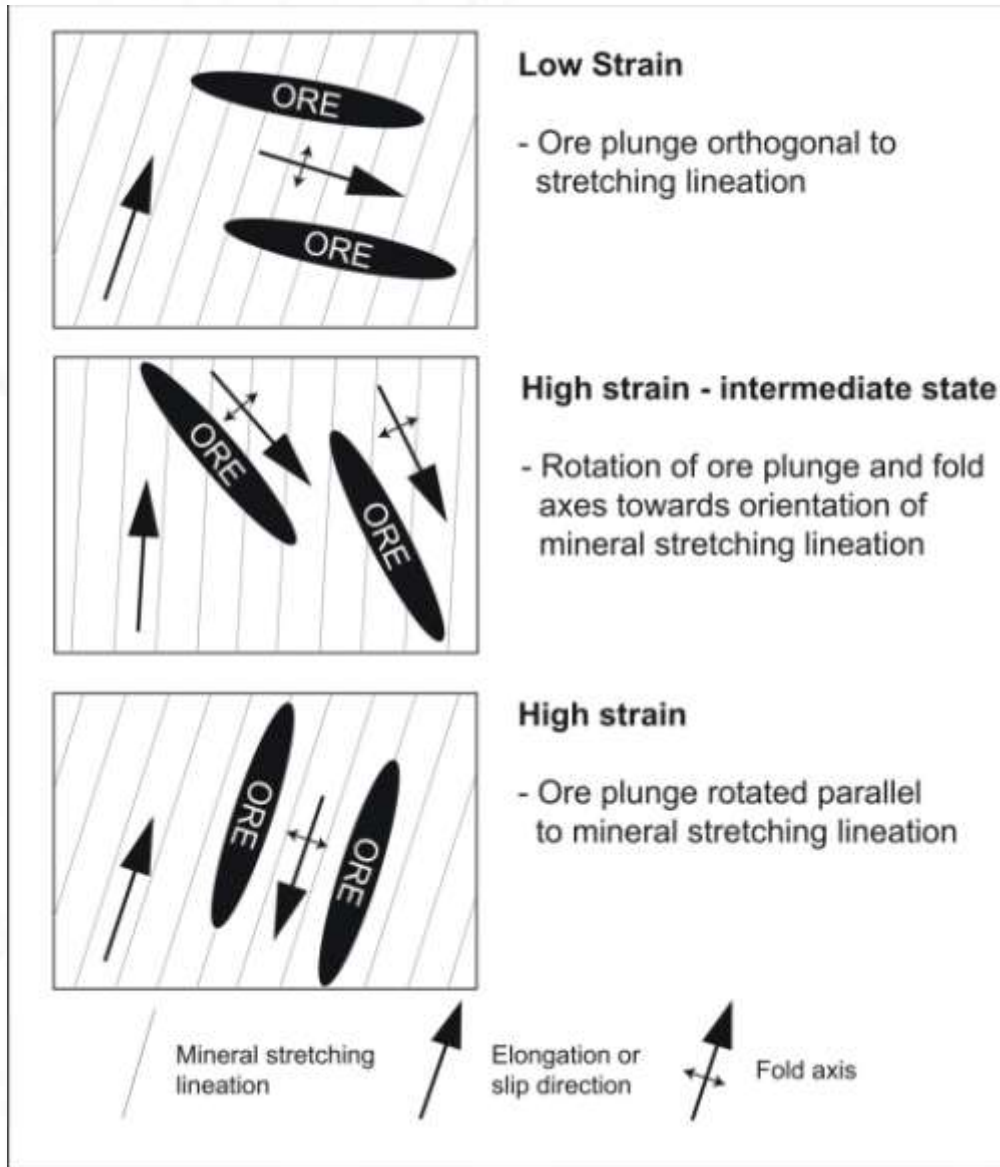 ORE
ORE
Low Strain
- Ore plunge orthogonal to
stretching lineation
ORE
ORE
High strain - intermediate state
- Rotation of ore plunge and fold
axes towards orientation of
mineral stretching lineation
ORE
ORE
High strain
- Ore plunge rotated parallel
to mineral stretching lineation
Mineral stretching
lineation
Elongation or
slip direction
Fold axis